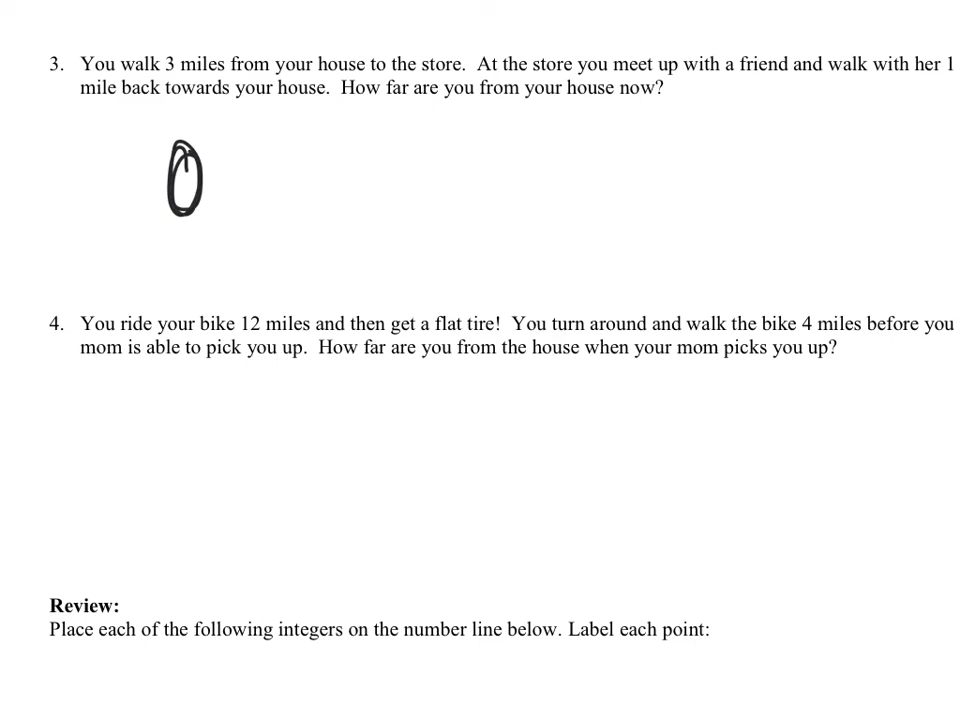 3. You walk 3 miles from your house to the store. At the store you meet up with a friend and walk with her 1
mile back towards your house. How far are you from your house now?
0
4. You ride your bike 12 miles and then get a flat tire! You turn around and walk the bike 4 miles before you
mom is able to pick you up. How far are you from the house when your mom picks you up?
Review:
Place each of the following integers on the number line below. Label each point: